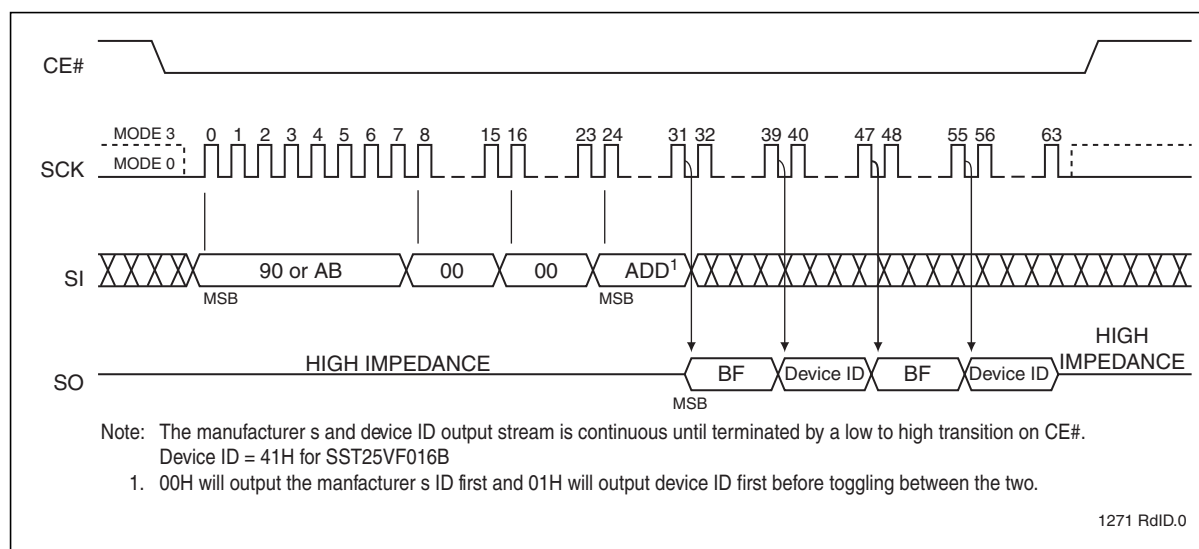 CE#
MODE 3 0 1 2 3 4 5 6 7 8 15 16 23 24 31 32 39 40 47 48 55 56 63
SCK MODE 0
SI 90 or AB 00 00 ADD1
MSB MSB
HIGH IMPEDANCE HIGH IMPEDANCE
SO BF Device ID BF Device ID
MSB
Note: The manufacturer s and device ID output stream is continuous until terminated by a low to high transition on CE#.
Device ID = 41H for SST25VF016B
1. 00H will output the manfacturer s ID first and 01H will output device ID first before toggling between the two.
1271 RdID.0